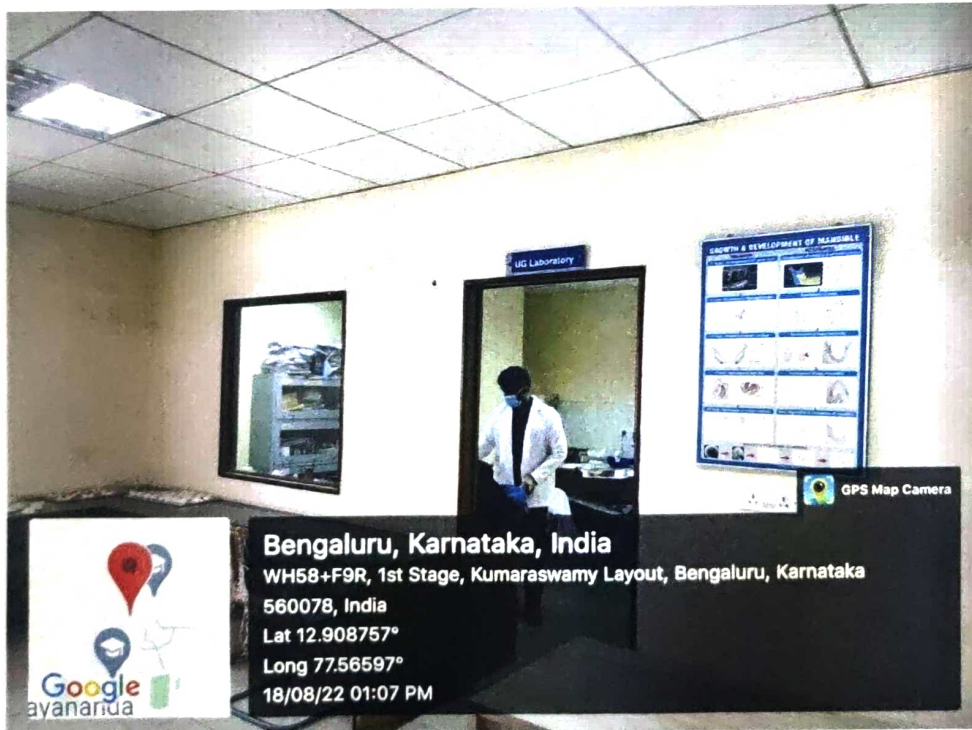 UG Laboratory
GROWTH & DEVELOPMENT OF MANDIBLE
GPS Map Camera
Bengaluru, Karnataka, India
WH58+F9R, 1st Stage, Kumaraswamy Layout, Bengaluru, Karnataka
560078, India
Lat 12.908757°
Long 77.56597°
18/08/22 01:07 PM
Google
ayananda